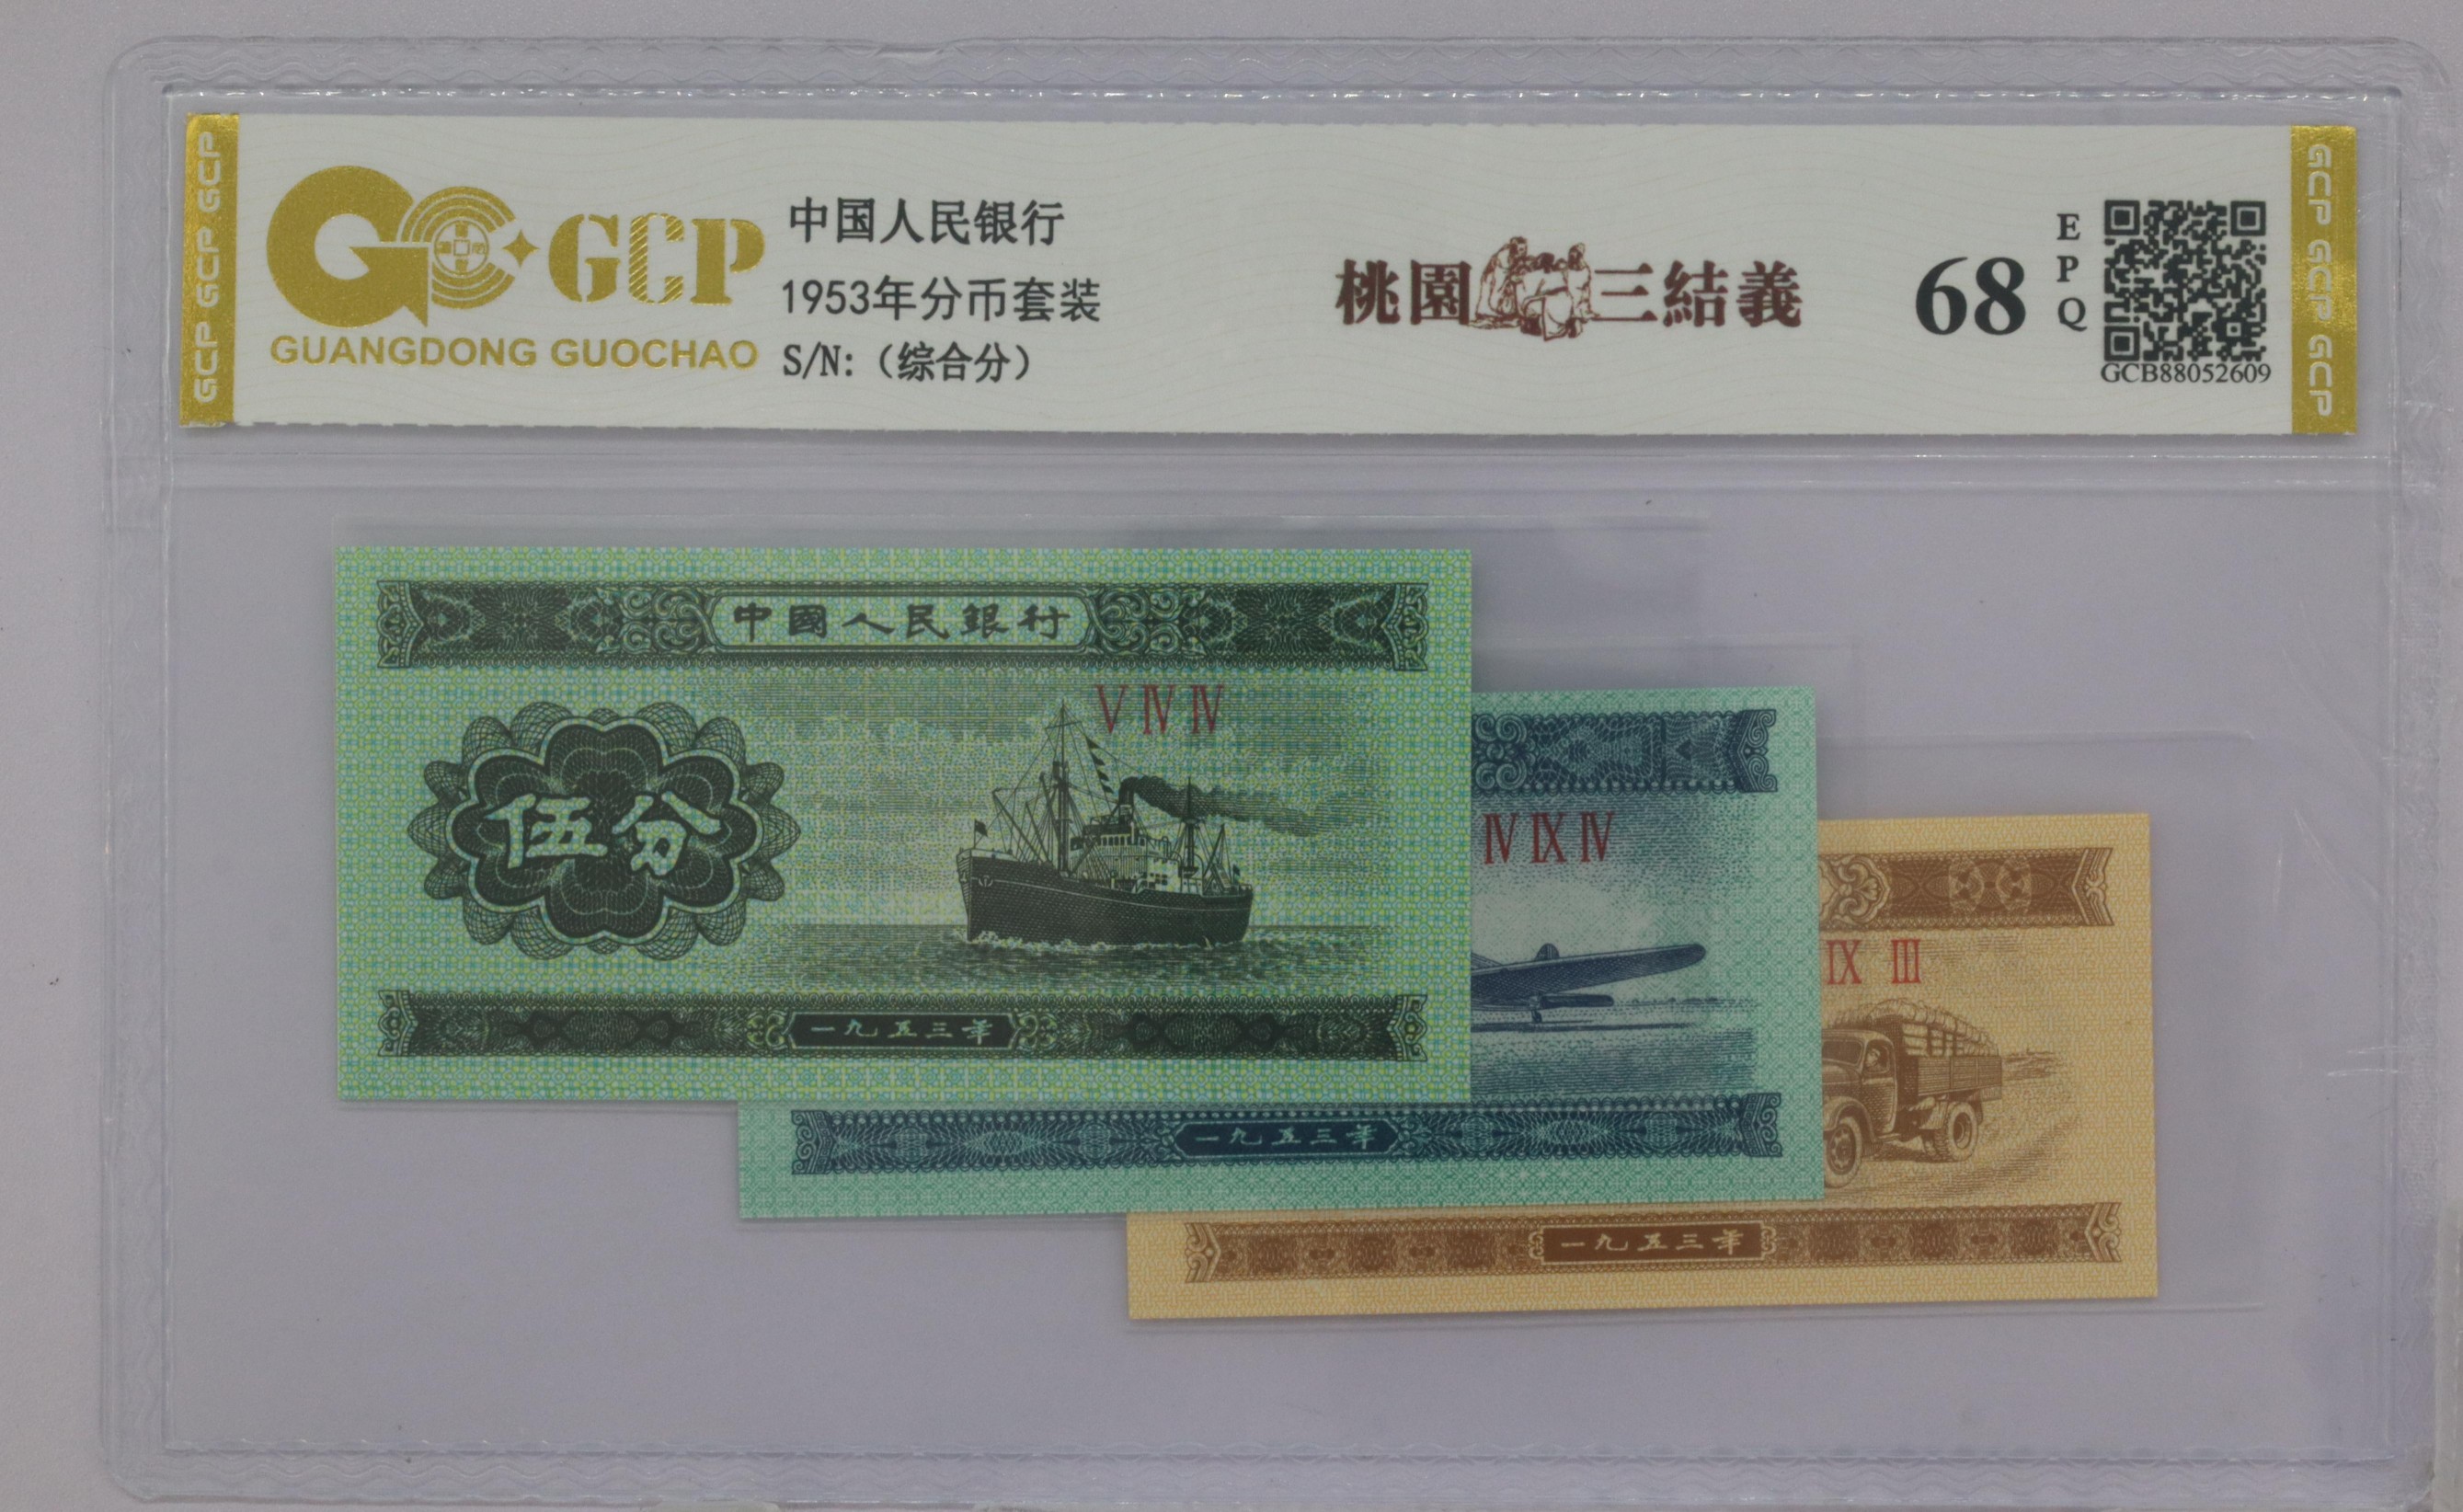 GCP GCP GCP
GCP
GUANGDONG GUOCHAO
中国人民银行
1953年分币套装
S/N:（综合分）
桃園三結義
68
EPQ
GCB88052609
GCP GCP GCP
中國人民銀行
V IV IV
伍分
一九五三年
IV IX IV
一九五三年
IX III
一九五三年